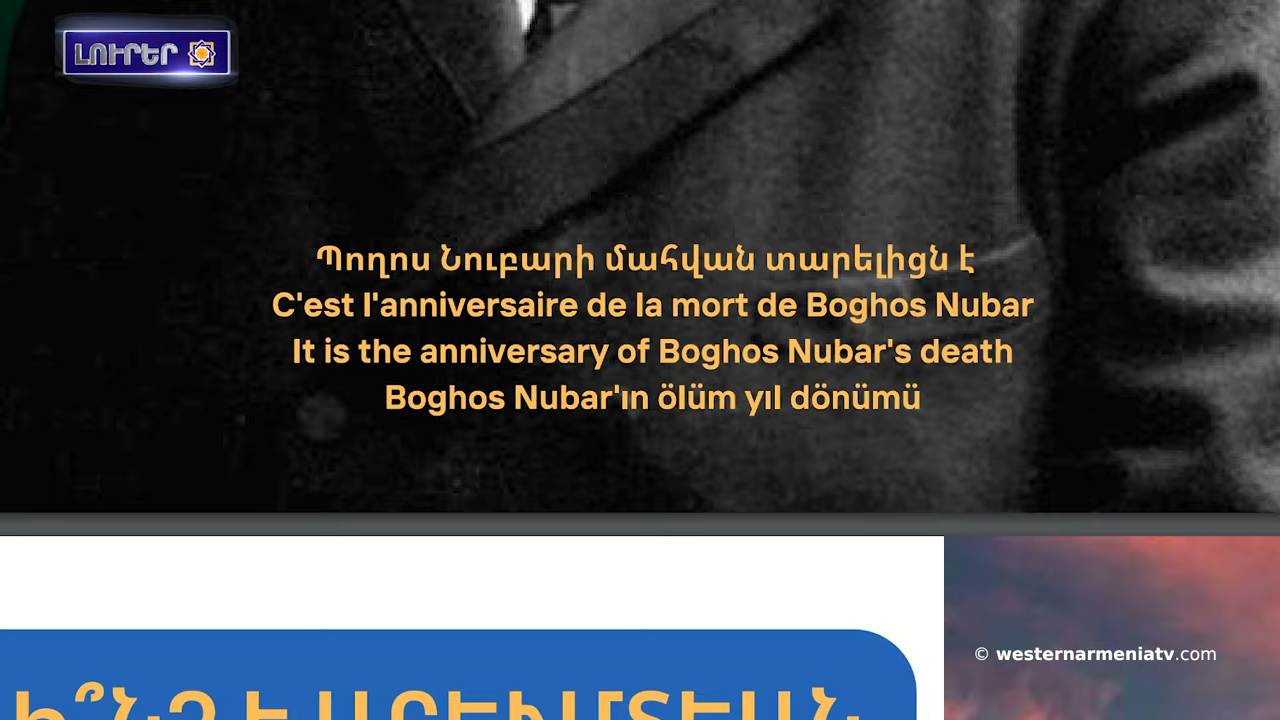 ԼՈՒՐԵՐ
Պողոս Նուբարի մահվան տարելիցն է
C'est l'anniversaire de la mort de Boghos Nubar
It is the anniversary of Boghos Nubar's death
Boghos Nubar'ın ölüm yıl dönümü
© westernarmeniatv.com